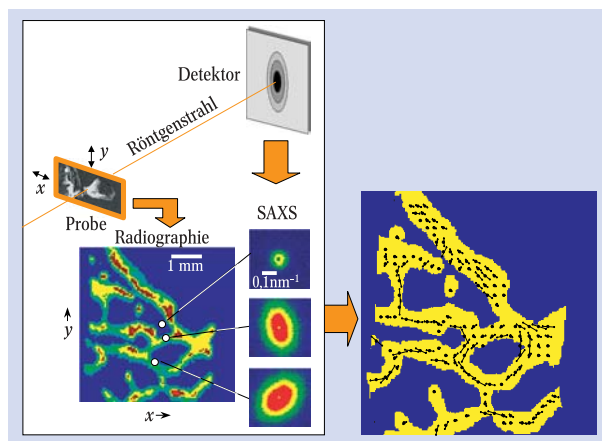 Detektor
Röntgenstrahl
y
x
Probe
SAXS
Radiographie
1 mm
0,1nm⁻¹
y
x